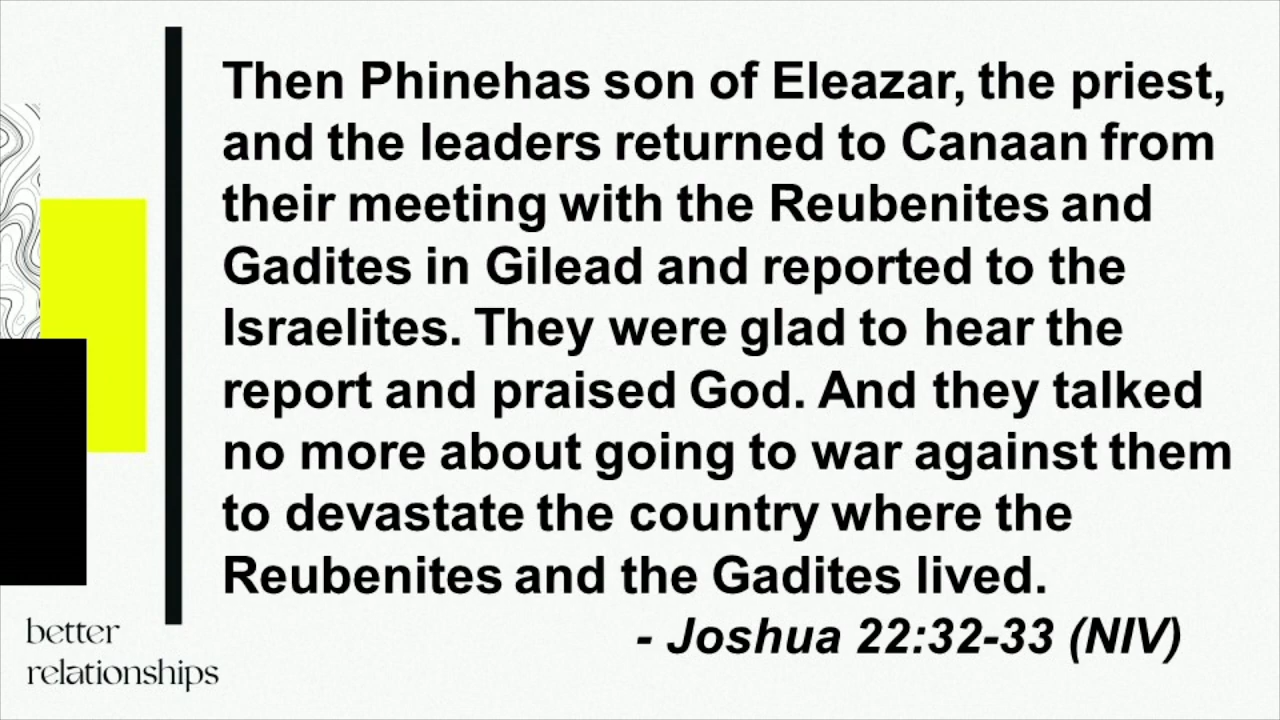 Then Phinehas son of Eleazar, the priest,
and the leaders returned to Canaan from
their meeting with the Reubenites and
Gadites in Gilead and reported to the
Israelites. They were glad to hear the
report and praised God. And they talked
no more about going to war against them
to devastate the country where the
Reubenites and the Gadites lived.
- Joshua 22:32-33 (NIV)
better
relationships